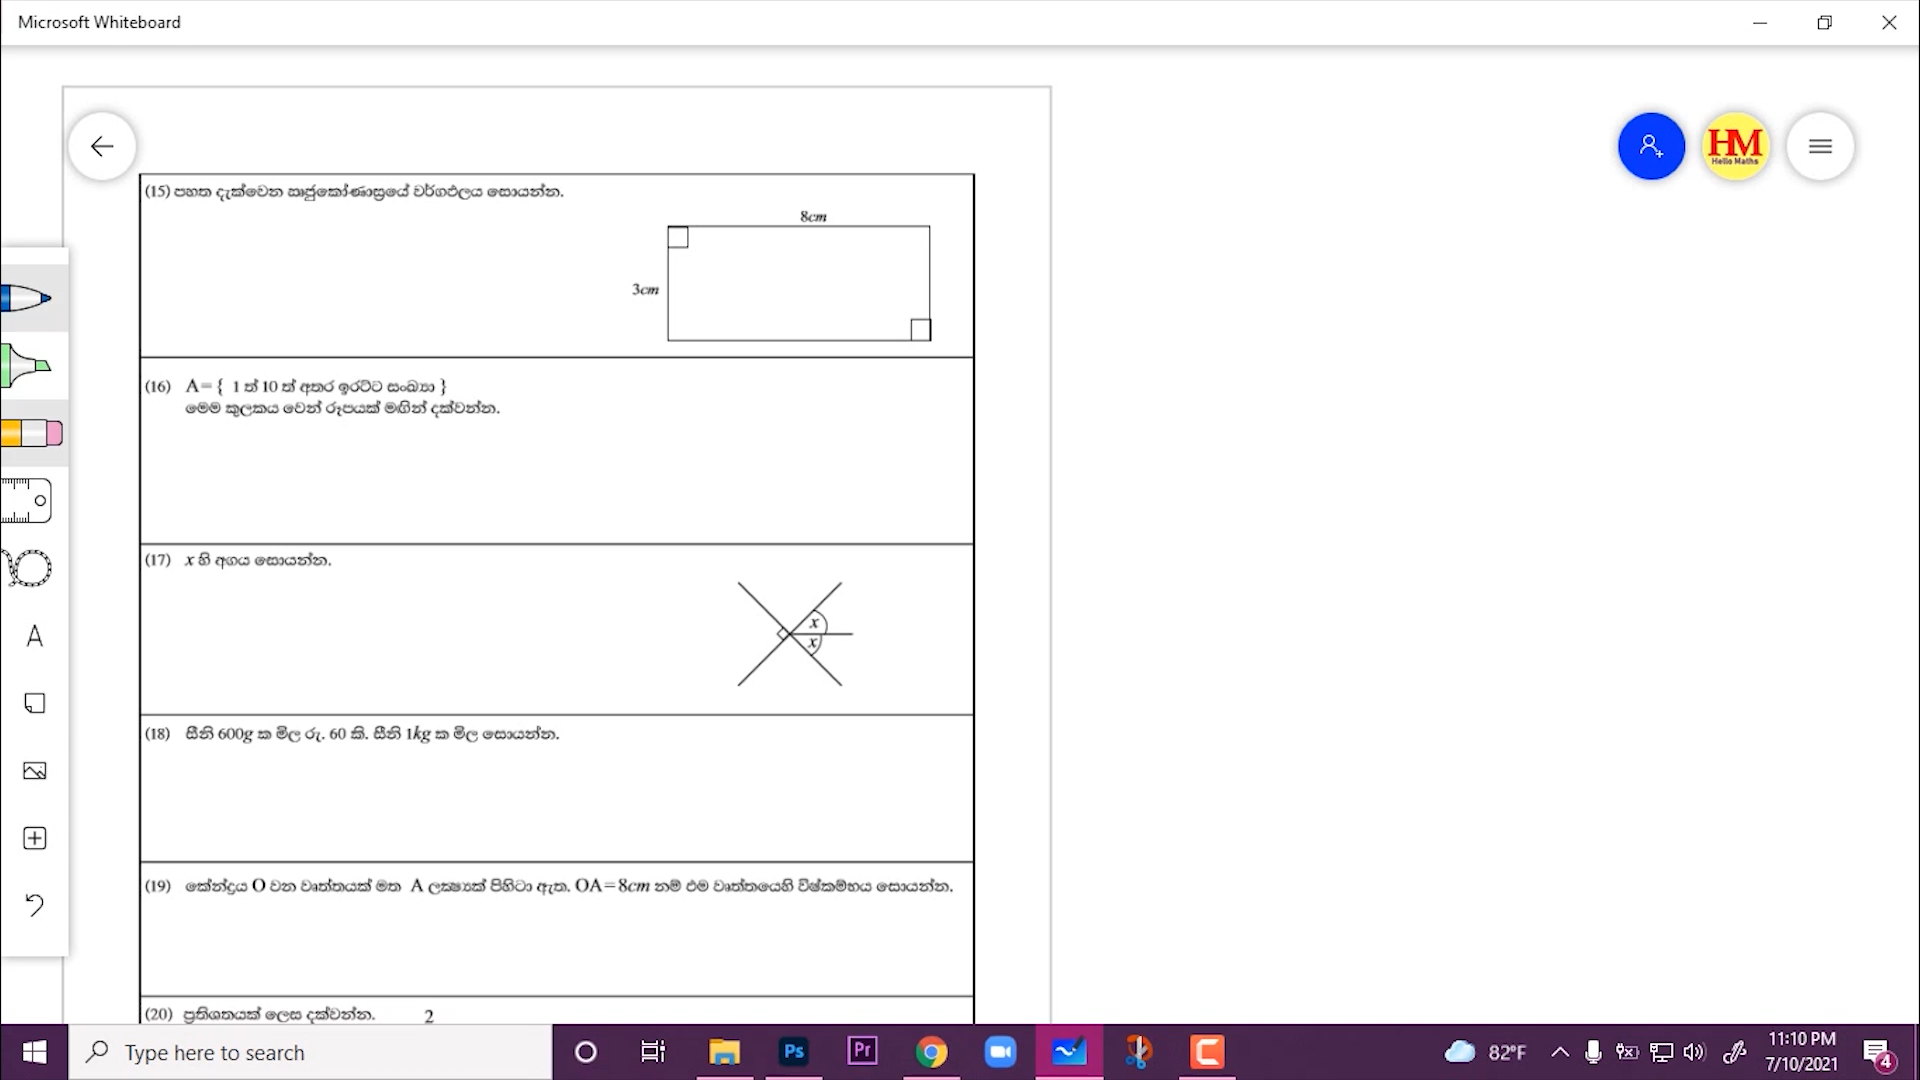 Microsoft Whiteboard
HM
Hello Maths
(15) පහත දැක්වෙන ඍජුකෝණාස්‍රයේ වර්ගඵලය සොයන්න.
8cm
3cm
(16) A = { 1 ත් 10 ත් අතර ඉරට්ට සංඛ්‍යා }
මෙම කුලකය වෙන් රූපයක් මඟින් දක්වන්න.
(17) x හි අගය සොයන්න.
x
x
(18) සීනි 600g ක මිල රු. 60 කි. සීනි 1kg ක මිල සොයන්න.
(19) කේන්ද්‍රය O වන වෘත්තයක් මත A ලක්ෂ්‍යක් පිහිටා ඇත. OA = 8cm නම් එම වෘත්තයෙහි විෂ්කම්භය සොයන්න.
(20) ප්‍රතිශතයක් ලෙස දක්වන්න. 2
A
Type here to search
Ps
Pr
82°F
11:10 PM
7/10/2021
4